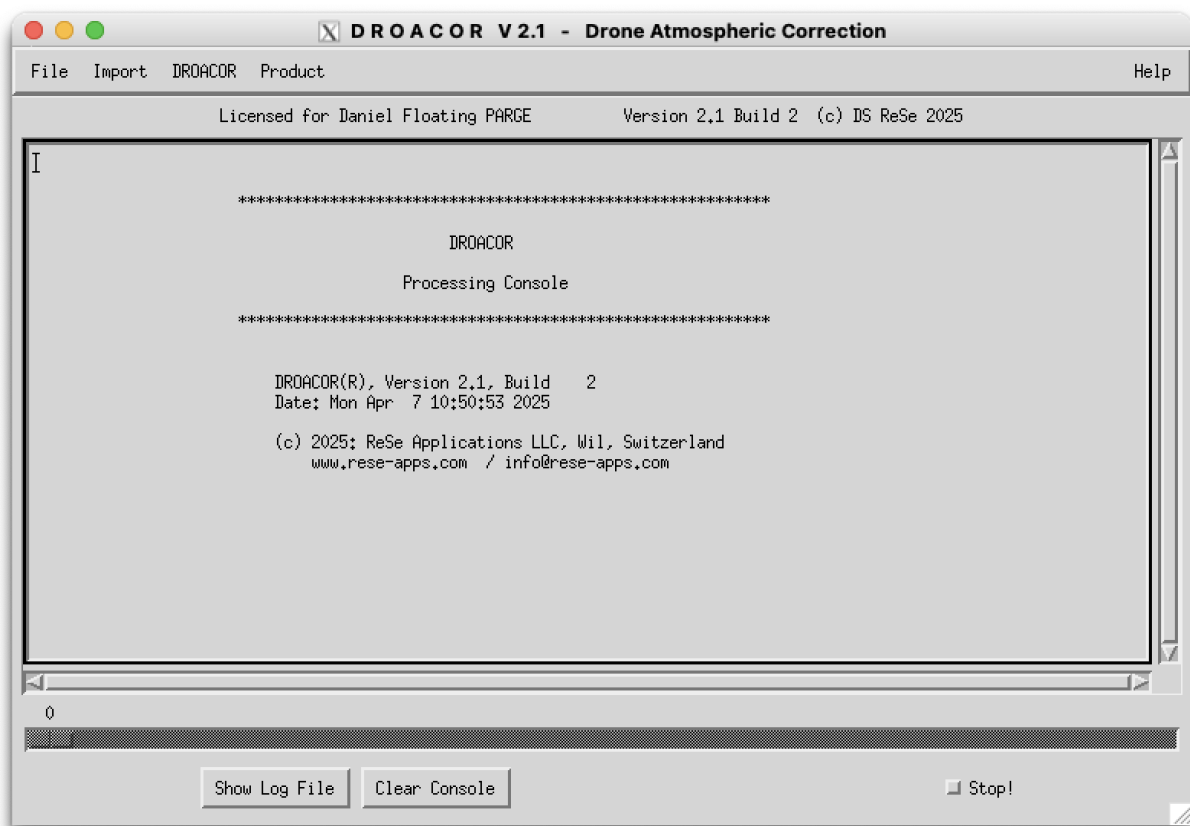 D R O A C O R  V 2.1  -  Drone Atmospheric Correction
File Import DROACOR Product Help
Licensed for Daniel Floating PARGE Version 2.1 Build 2 (c) DS ReSe 2025
**********************************************************
DROACOR
Processing Console
**********************************************************
DROACOR(R), Version 2.1, Build 2
Date: Mon Apr 7 10:50:53 2025
(c) 2025: ReSe Applications LLC, Wil, Switzerland
www.rese-apps.com / info@rese-apps.com
0
Show Log File Clear Console Stop!